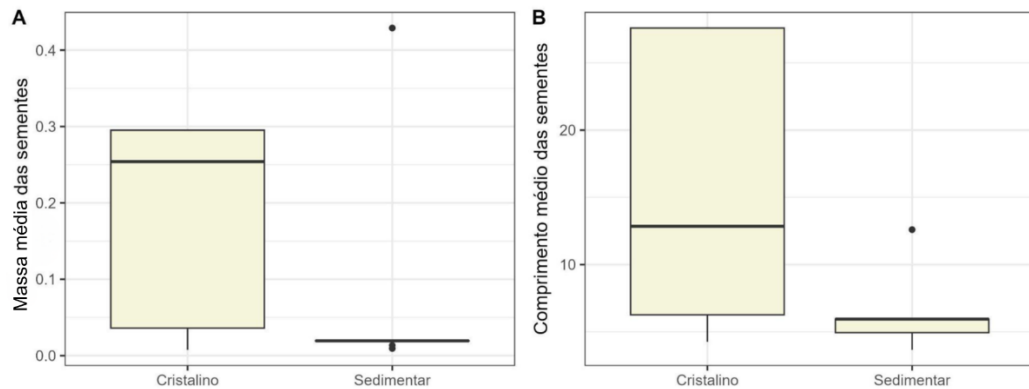 A
Massa média das sementes
0.4
0.3
0.2
0.1
0.0
Cristalino
Sedimentar
B
Comprimento médio das sementes
20
10
Cristalino
Sedimentar